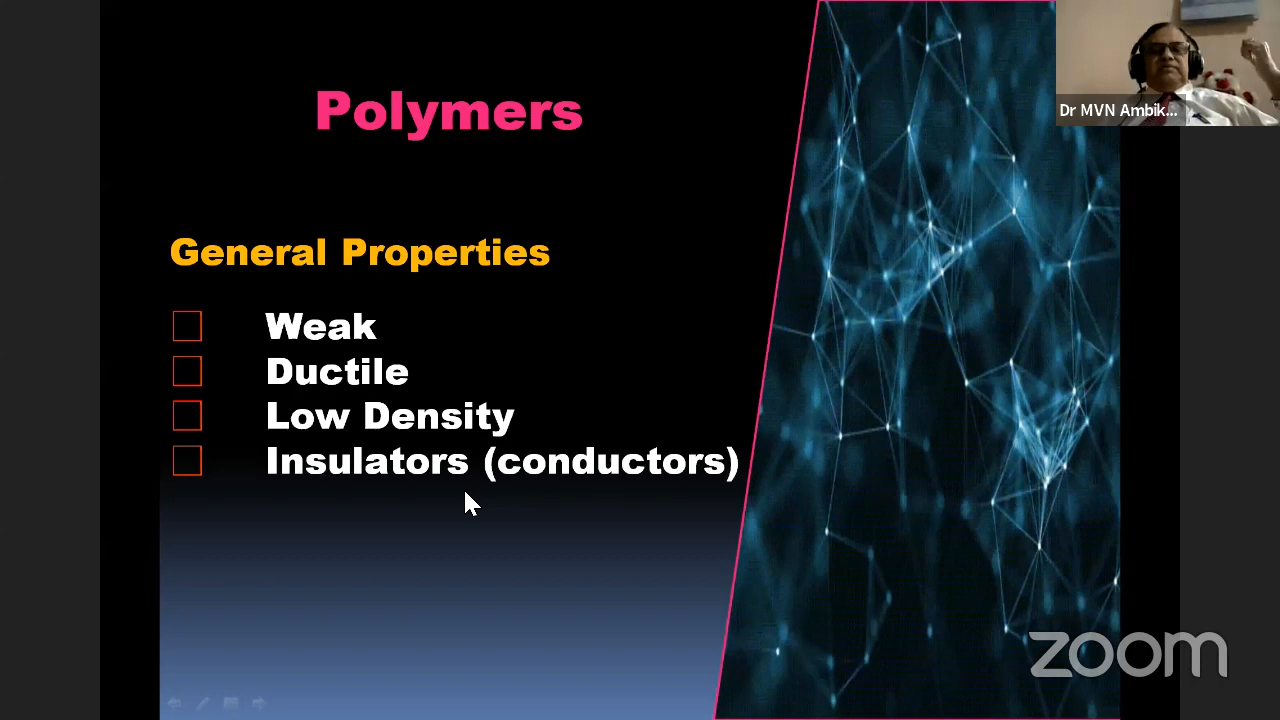 Polymers
Dr MVN Ambik...
General Properties
Weak
Ductile
Low Density
Insulators (conductors)
zoom